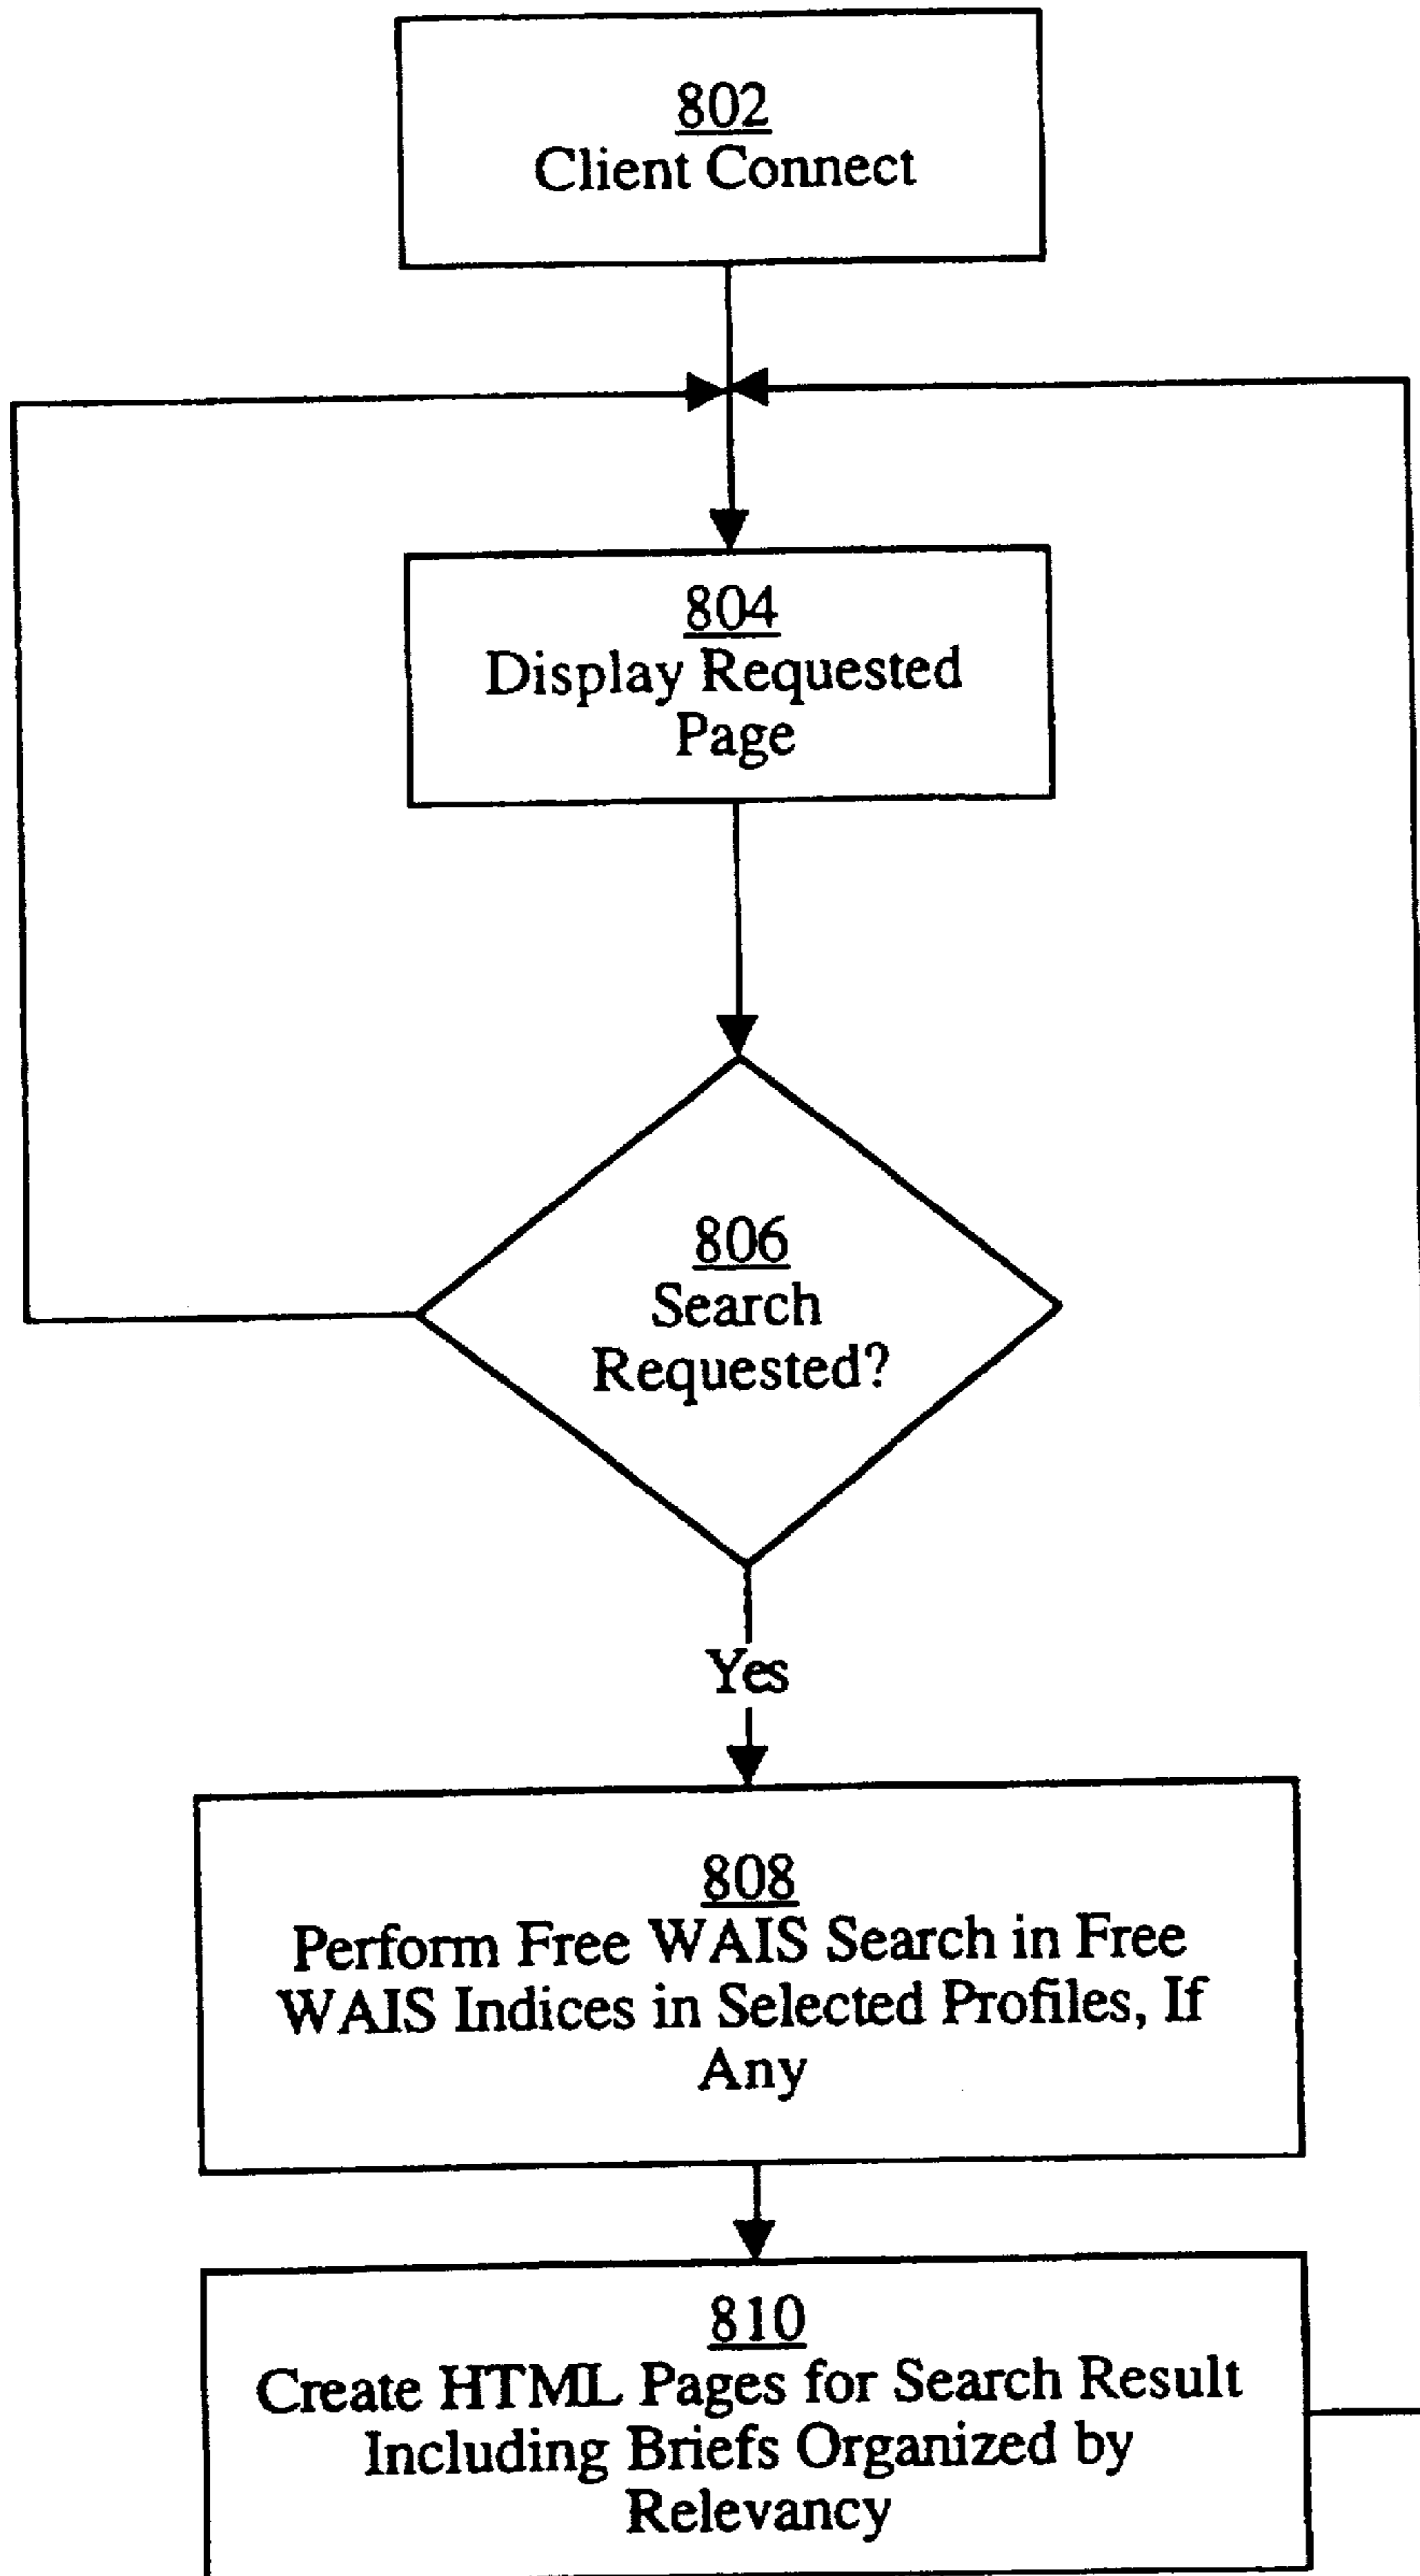 802
Client Connect
804
Display Requested
Page
806
Search
Requested?
Yes
808
Perform Free WAIS Search in Free
WAIS Indices in Selected Profiles, If
Any
810
Create HTML Pages for Search Result
Including Briefs Organized by
Relevancy